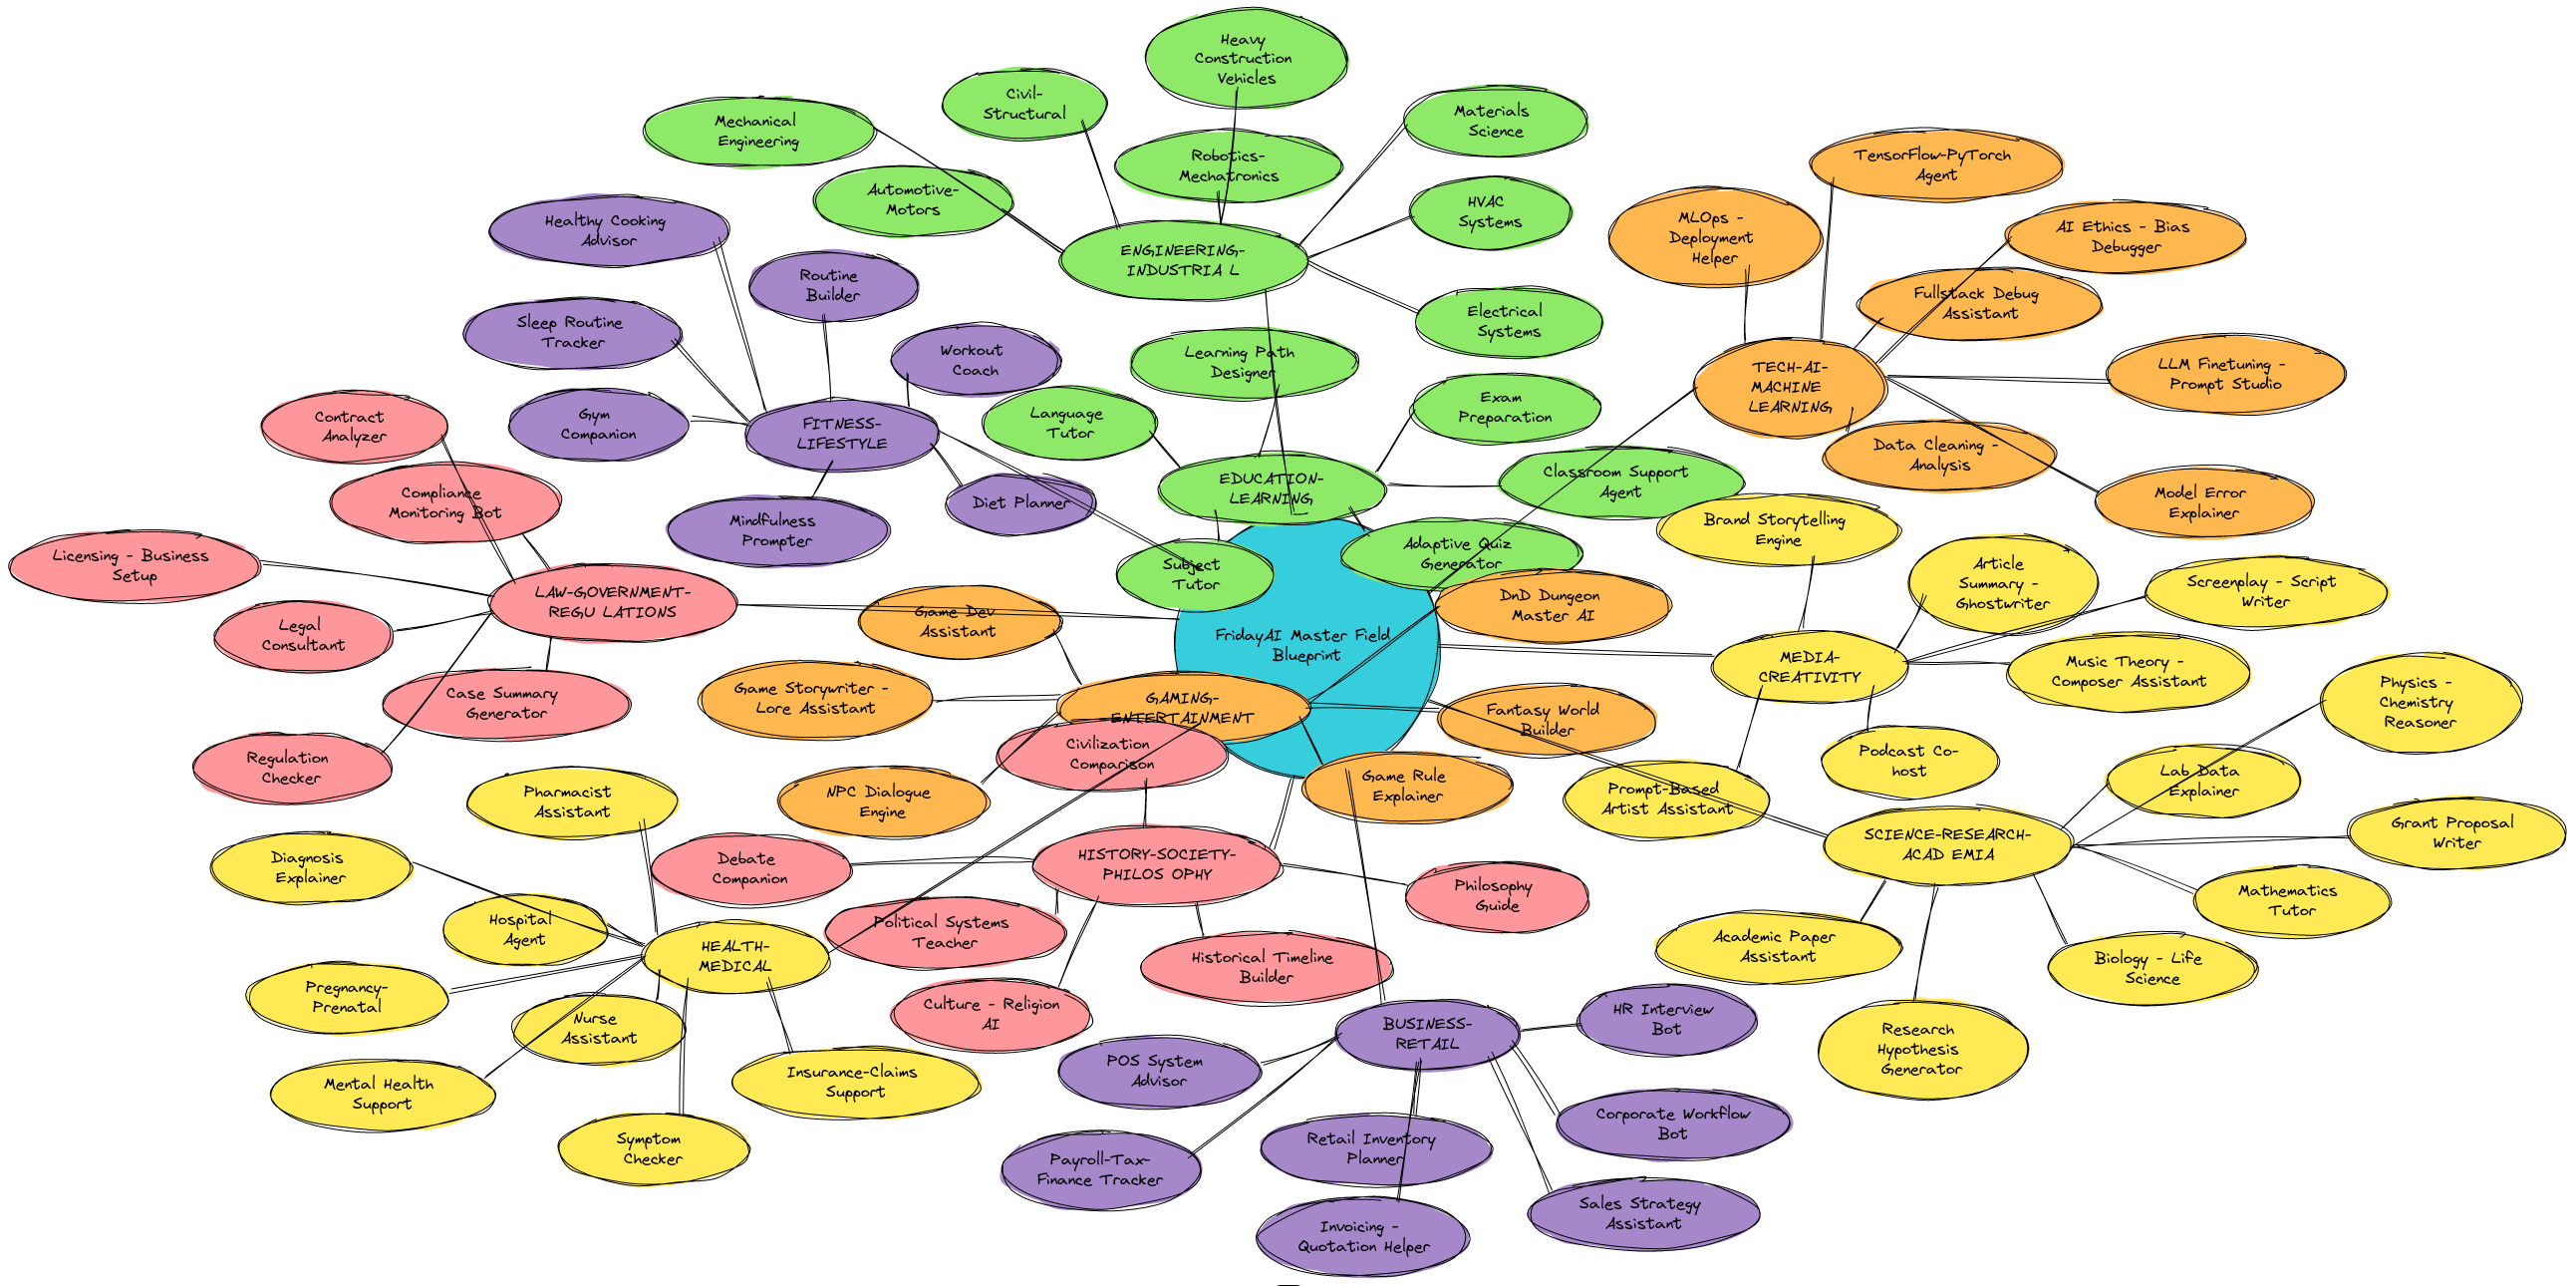 Heavy
Construction
Vehicles
Civil-
Structural
Mechanical
Engineering
Materials
Science
Robotics-
Mechatronics
Automotive-
Motors
HVAC
Systems
ENGINEERING-
INDUSTRIA L
Electrical
Systems
TensorFlow-PyTorch
Agent
MLOps -
Deployment
Helper
AI Ethics - Bias
Debugger
Fullstack Debug
Assistant
TECH-AI-
MACHINE
LEARNING
LLM Finetuning -
Prompt Studio
Data Cleaning -
Analysis
Model Error
Explainer
Healthy Cooking
Advisor
Routine
Builder
Sleep Routine
Tracker
Workout
Coach
Gym
Companion
FITNESS-
LIFESTYLE
Mindfulness
Prompter
Diet Planner
Learning Path
Designer
Language
Tutor
Exam
Preparation
EDUCATION-
LEARNING
Classroom Support
Agent
Adaptive Quiz
Generator
Subject
Tutor
Contract
Analyzer
Compliance
Monitoring Bot
Licensing - Business
Setup
LAW-GOVERNMENT-
REGU LATIONS
Legal
Consultant
Case Summary
Generator
Regulation
Checker
FridayAI Master Field
Blueprint
Game Dev
Assistant
DnD Dungeon
Master AI
Game Storywriter -
Lore Assistant
GAMING-
ENTERTAINMENT
Fantasy World
Builder
NPC Dialogue
Engine
Game Rule
Explainer
Brand Storytelling
Engine
Article
Summary -
Ghostwriter
Screenplay - Script
Writer
MEDIA-
CREATIVITY
Music Theory -
Composer Assistant
Podcast Co-
host
Prompt-Based
Artist Assistant
Physics -
Chemistry
Reasoner
Lab Data
Explainer
SCIENCE-RESEARCH-
ACAD EMIA
Grant Proposal
Writer
Mathematics
Tutor
Academic Paper
Assistant
Biology - Life
Science
Research
Hypothesis
Generator
Civilization
Comparison
HISTORY-SOCIETY-
PHILOS OPHY
Debate
Companion
Philosophy
Guide
Political Systems
Teacher
Historical Timeline
Builder
Culture - Religion
AI
Pharmacist
Assistant
Diagnosis
Explainer
Hospital
Agent
HEALTH-
MEDICAL
Pregnancy-
Prenatal
Nurse
Assistant
Mental Health
Support
Insurance-Claims
Support
Symptom
Checker
BUSINESS-
RETAIL
HR Interview
Bot
POS System
Advisor
Corporate Workflow
Bot
Retail Inventory
Planner
Payroll-Tax-
Finance Tracker
Sales Strategy
Assistant
Invoicing -
Quotation Helper